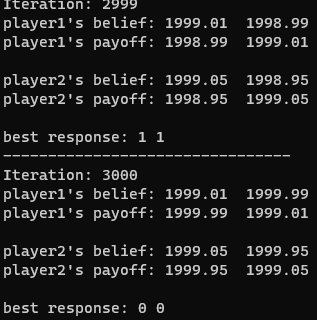 Iteration: 2999
player1's belief: 1999.01  1998.99
player1's payoff: 1998.99  1999.01

player2's belief: 1999.05  1998.95
player2's payoff: 1998.95  1999.05

best response: 1 1
--------------------------------
Iteration: 3000
player1's belief: 1999.01  1999.99
player1's payoff: 1999.99  1999.01

player2's belief: 1999.05  1999.95
player2's payoff: 1999.95  1999.05

best response: 0 0